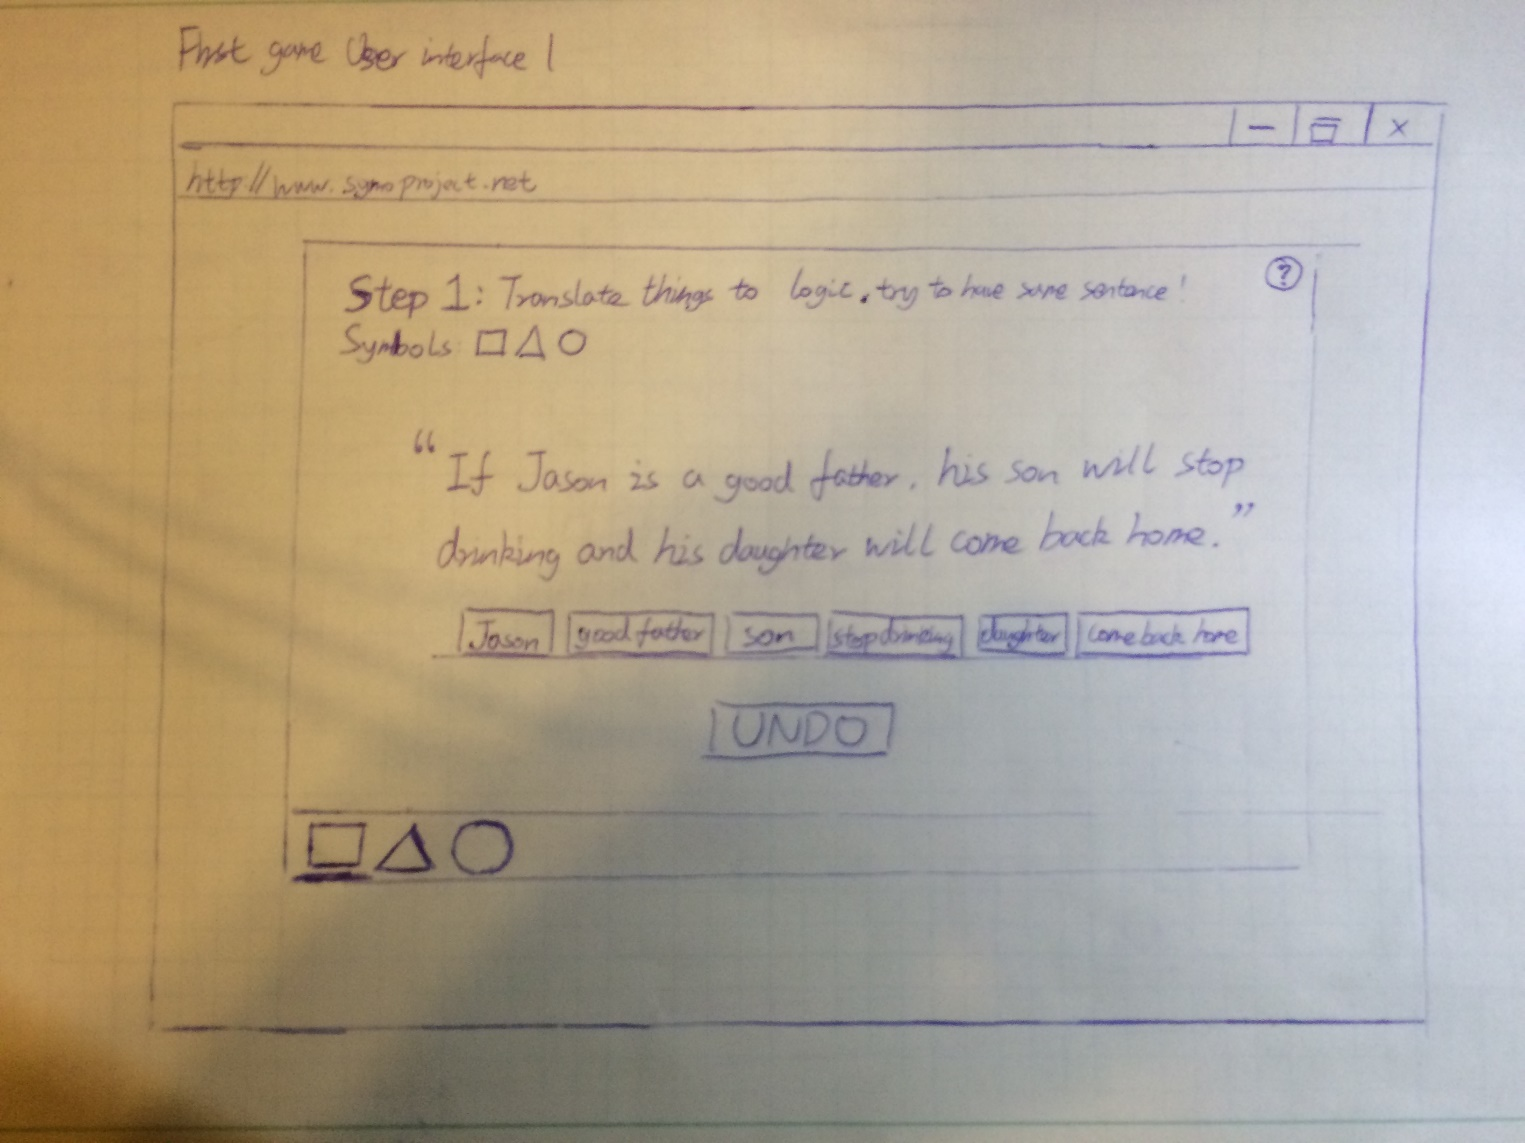 First game User interface 1
http//www.symoproject.net
Step 1: Translate things to logic. try to have same sentence!
?
Symbols □△○
“If Jason is a good father, his son will stop
drinking and his daughter will come back home.”
Jason good father son stop drinking daughter come back home
UNDO